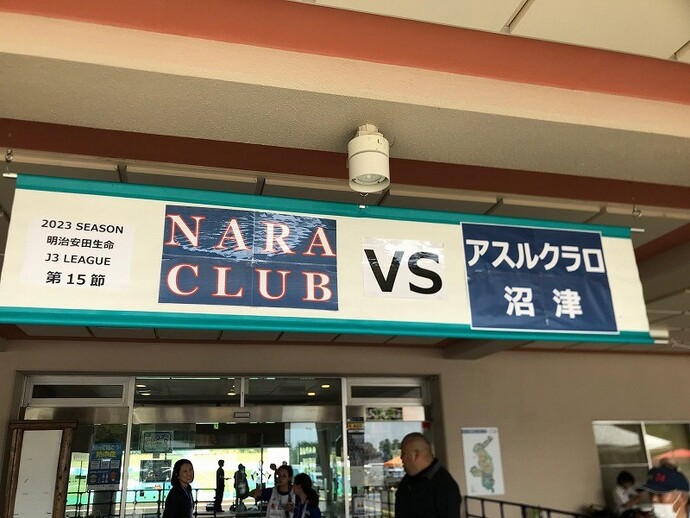 2023 SEASON
明治安田生命
J3 LEAGUE
第15節
NARA
CLUB
VS
アスルクラロ
沼津